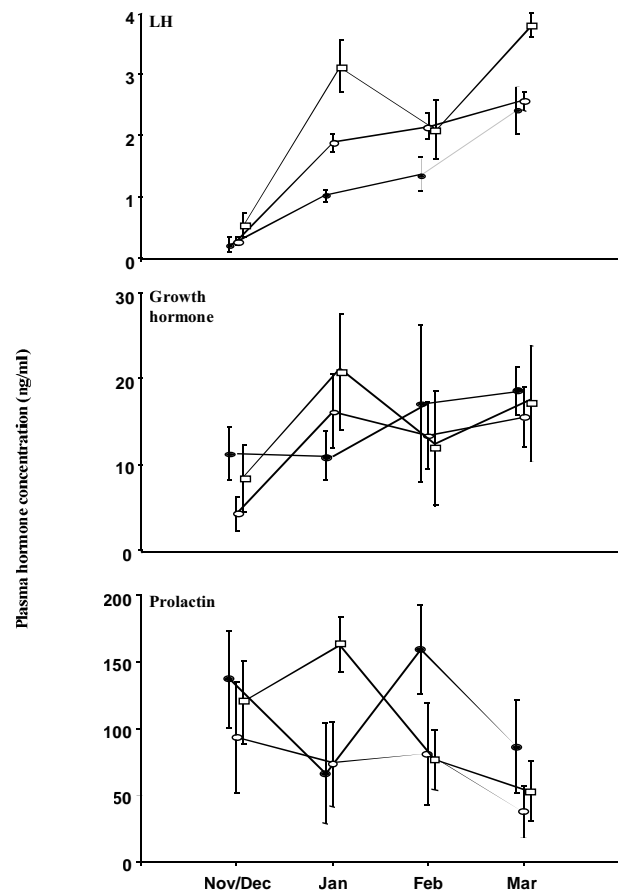 LH
4
3
2
1
0
Growth
hormone
30
20
10
0
Plasma hormone concentration (ng/ml)
Prolactin
200
150
100
50
0
Nov/Dec Jan Feb Mar